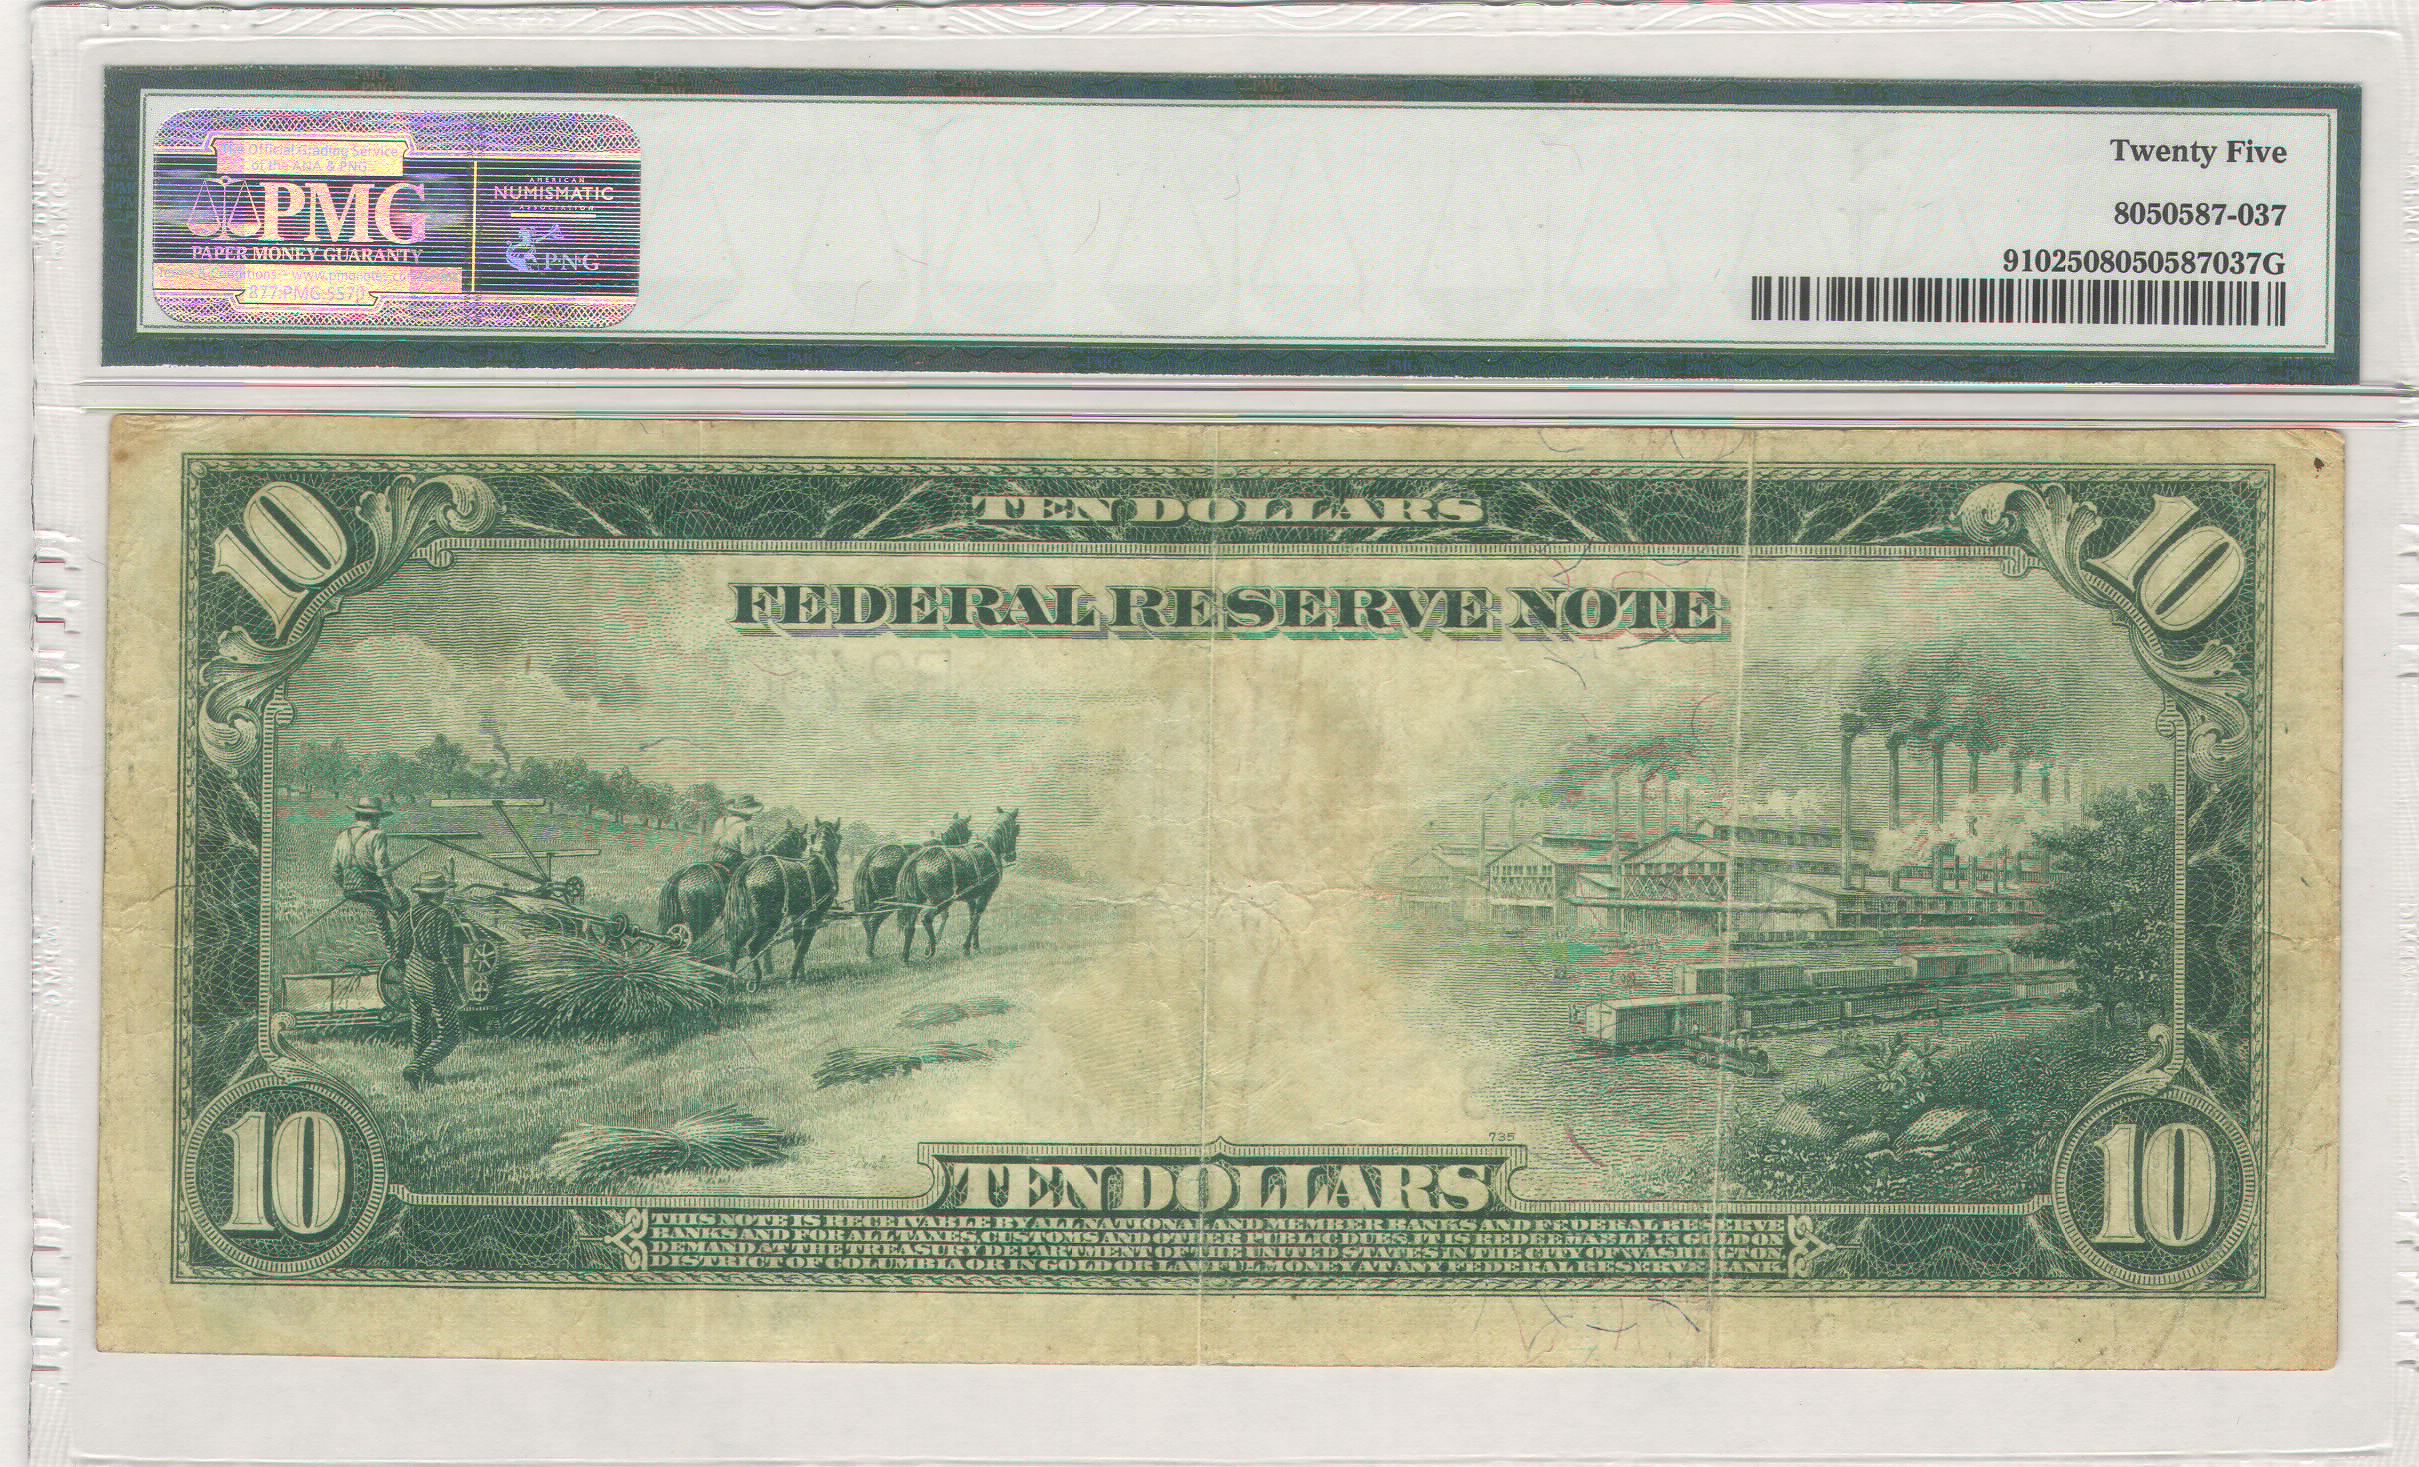 The Official Grading Service
of the ANA & PNG
PMG
PAPER MONEY GUARANTY
877-PMG-5570
AMERICAN
NUMISMATIC
ASSOCIATION
PNG
Twenty Five
8050587-037
9102508050587037G
10
TEN DOLLARS
10
FEDERAL RESERVE NOTE
735
10
TEN DOLLARS
10
THIS NOTE IS RECEIVABLE BY ALL NATIONAL AND MEMBER BANKS AND FEDERAL RESERVE
BANKS AND FOR ALL TAXES, CUSTOMS AND OTHER PUBLIC DUES. IT IS REDEEMABLE IN GOLD ON
DEMAND AT THE TREASURY DEPARTMENT OF THE UNITED STATES IN THE CITY OF WASHINGTON,
DISTRICT OF COLUMBIA OR IN GOLD OR LAWFUL MONEY AT ANY FEDERAL RESERVE BANK.